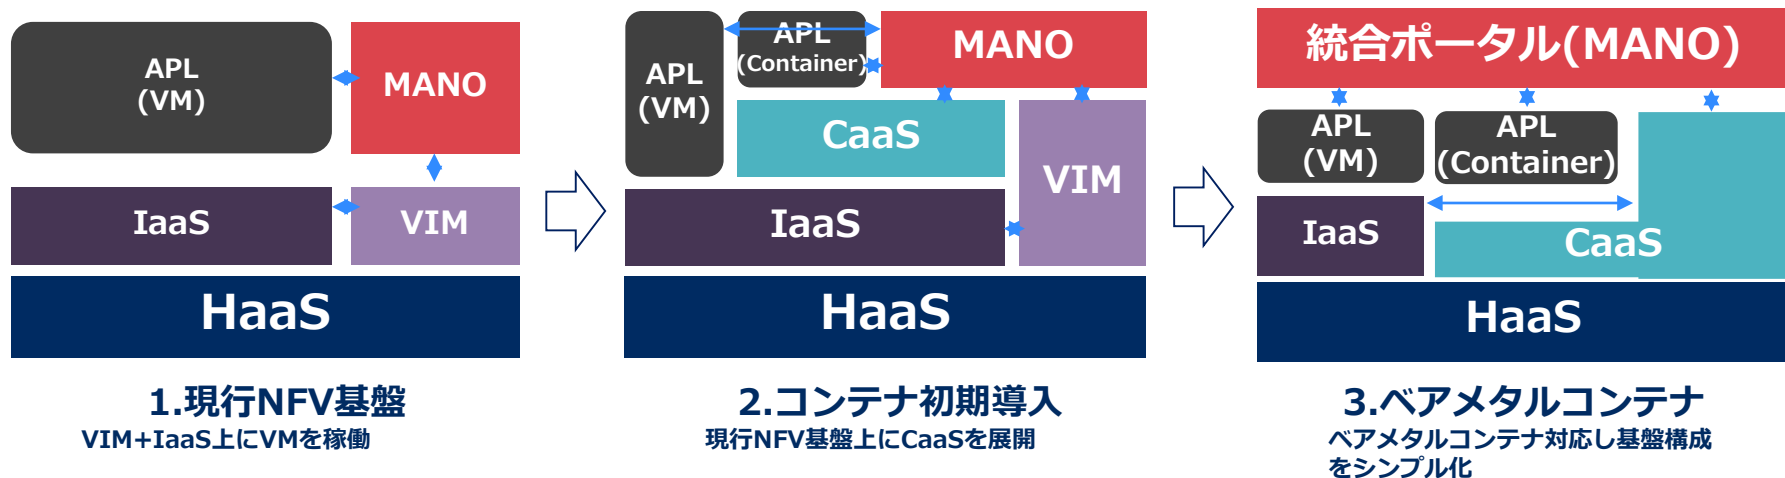 APL
(VM)
MANO
IaaS
VIM
HaaS
1.現行NFV基盤
VIM+IaaS上にVMを稼働
APL
(VM)
APL
(Container)
MANO
CaaS
VIM
IaaS
HaaS
2.コンテナ初期導入
現行NFV基盤上にCaaSを展開
統合ポータル(MANO)
APL
(VM)
APL
(Container)
IaaS
CaaS
HaaS
3.ベアメタルコンテナ
ベアメタルコンテナ対応し基盤構成
をシンプル化